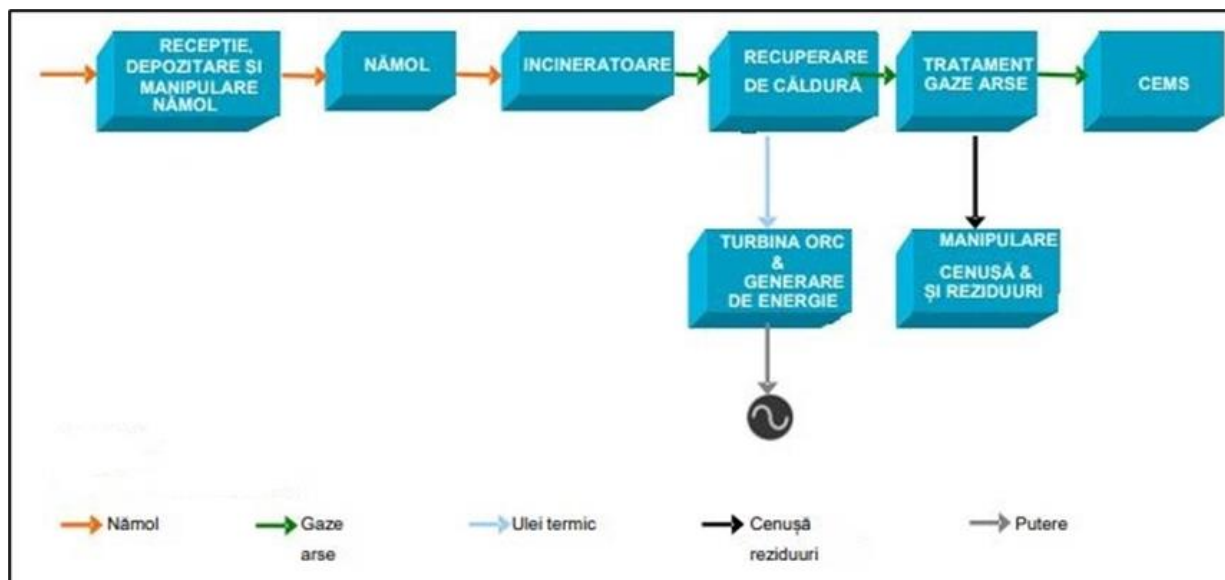 RECEPȚIE,
DEPOZITARE SI
MANIPULARE
NĂMOL
NĂMOL
INCINERATOARE
RECUPERARE
DE CĂLDURĂ
TRATAMENT
GAZE ARSE
CEMS
TURBINA ORC
&
GENERARE
DE ENERGIE
MANIPULARE
CENUȘĂ &
ȘI REZIDUURI
Nămol
Gaze
arse
Ulei termic
Cenușă
reziduuri
Putere